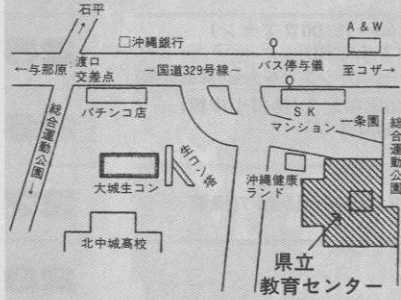 石平
□沖縄銀行
A & W
←与那原
渡口
交差点
～国道329号線～
バス停与儀
至コザ→
パチンコ店
SK
マンション
一条園
総合運動公園↓
生コン塔
大城生コン
沖縄健康
ランド
総合運動公園
北中城高校
県立
教育センター